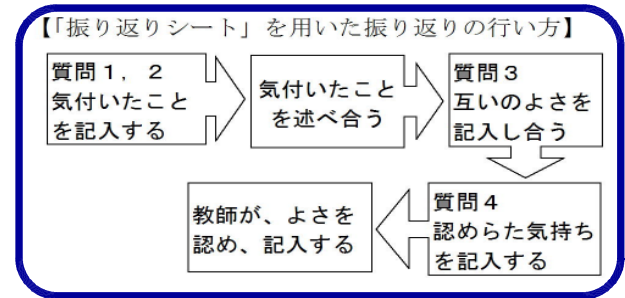 【「振り返りシート」を用いた振り返りの行い方】
質問１，２
気付いたこと
を記入する
気付いたこと
を述べ合う
質問３
互いのよさを
記入し合う
質問４
認めらた気持ち
を記入する
教師が、よさを
認め、記入する